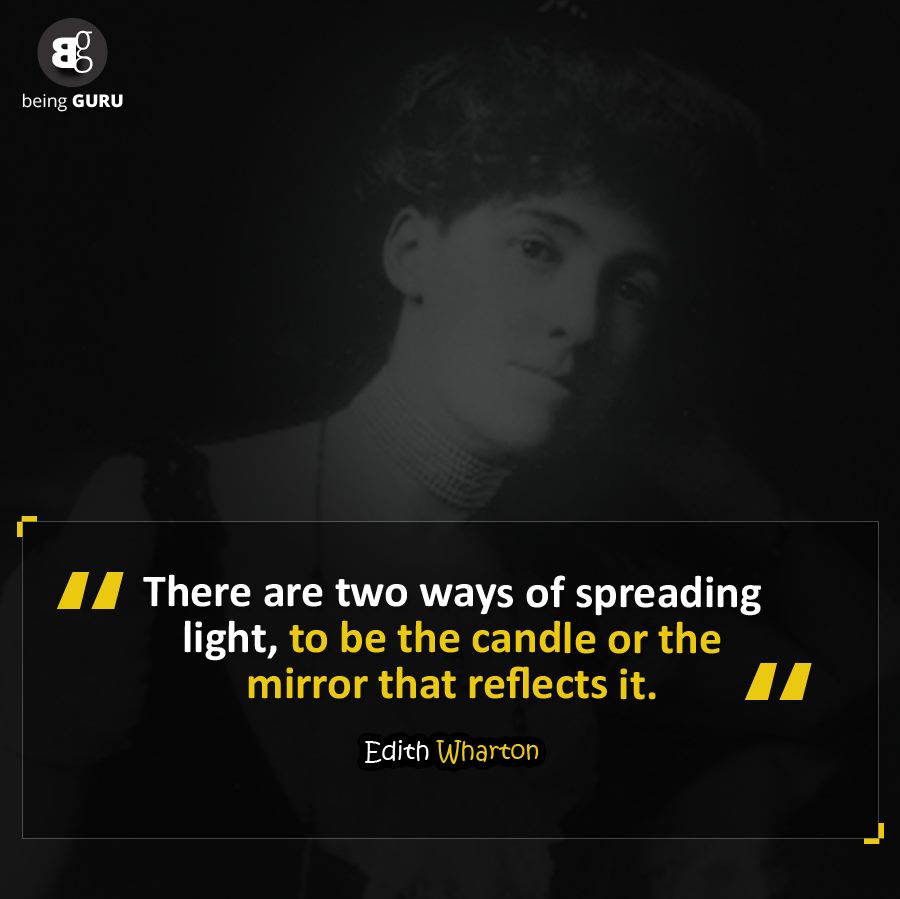 Bg
being GURU
"There are two ways of spreading
light, to be the candle or the
mirror that reflects it."
Edith Wharton